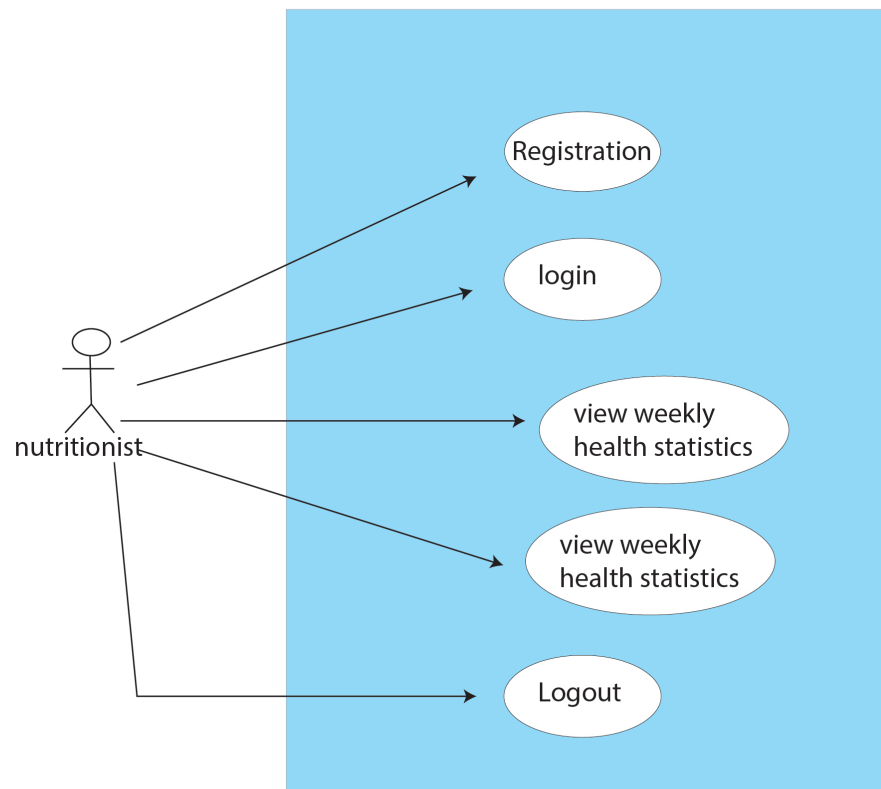 Registration
login
view weekly
health statistics
nutritionist
view weekly
health statistics
Logout